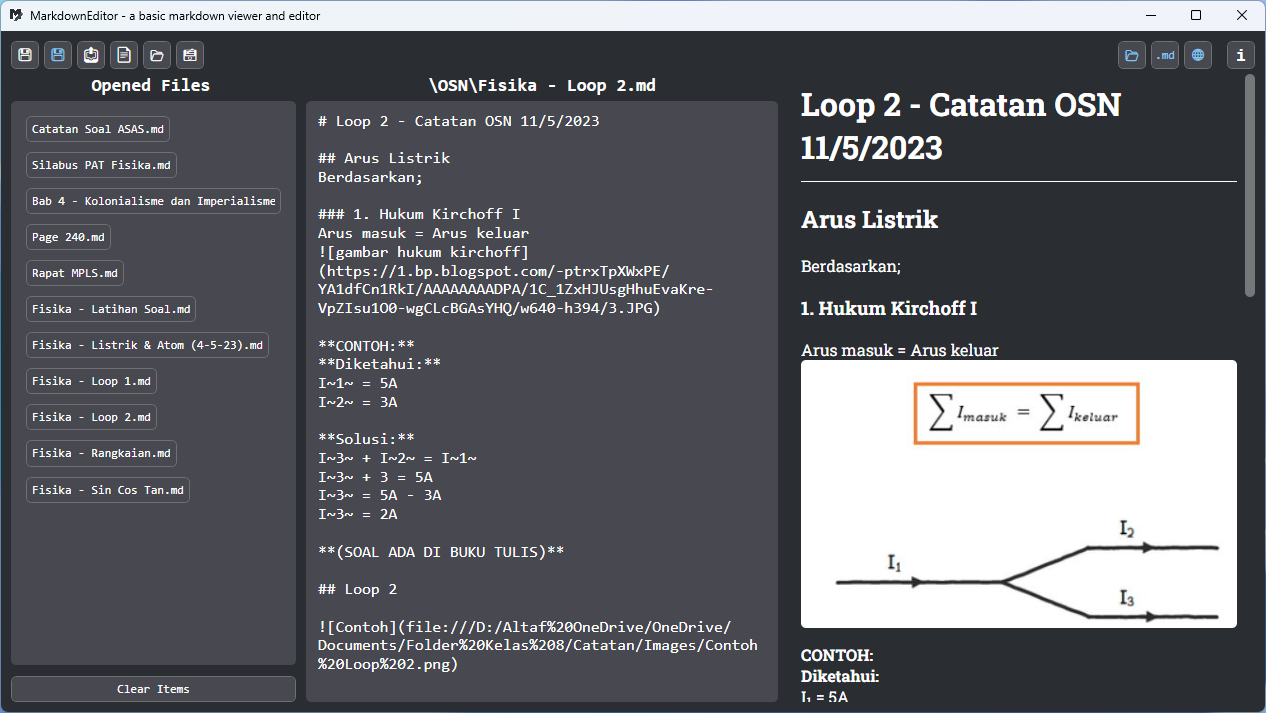 MarkdownEditor - a basic markdown viewer and editor
.md
i
Opened Files
Catatan Soal ASAS.md
Silabus PAT Fisika.md
Bab 4 - Kolonialisme dan Imperialisme
Page 240.md
Rapat MPLS.md
Fisika - Latihan Soal.md
Fisika - Listrik & Atom (4-5-23).md
Fisika - Loop 1.md
Fisika - Loop 2.md
Fisika - Rangkaian.md
Fisika - Sin Cos Tan.md
Clear Items
\OSN\Fisika - Loop 2.md
# Loop 2 - Catatan OSN 11/5/2023
## Arus Listrik
Berdasarkan;
### 1. Hukum Kirchoff I
Arus masuk = Arus keluar
![gambar hukum kirchoff]
(https://1.bp.blogspot.com/-ptrxTpXWxPE/
YA1dfCn1RkI/AAAAAAAADPA/1C_1ZxHJUsgHhuEvaKre-
VpZIsu1O0-wgCLcBGAsYHQ/w640-h394/3.JPG)
**CONTOH:**
**Diketahui:**
I~1~ = 5A
I~2~ = 3A
**Solusi:**
I~3~ + I~2~ = I~1~
I~3~ + 3 = 5A
I~3~ = 5A - 3A
I~3~ = 2A
**(SOAL ADA DI BUKU TULIS)**
## Loop 2
![Contoh](file:///D:/Altaf%20OneDrive/OneDrive/
Documents/Folder%20Kelas%208/Catatan/Images/Contoh
%20Loop%202.png)
Loop 2 - Catatan OSN
11/5/2023
Arus Listrik
Berdasarkan;
1. Hukum Kirchoff I
Arus masuk = Arus keluar
∑ I masuk = ∑ I keluar
I₂
I₁
I₃
CONTOH:
Diketahui:
I₁ = 5A